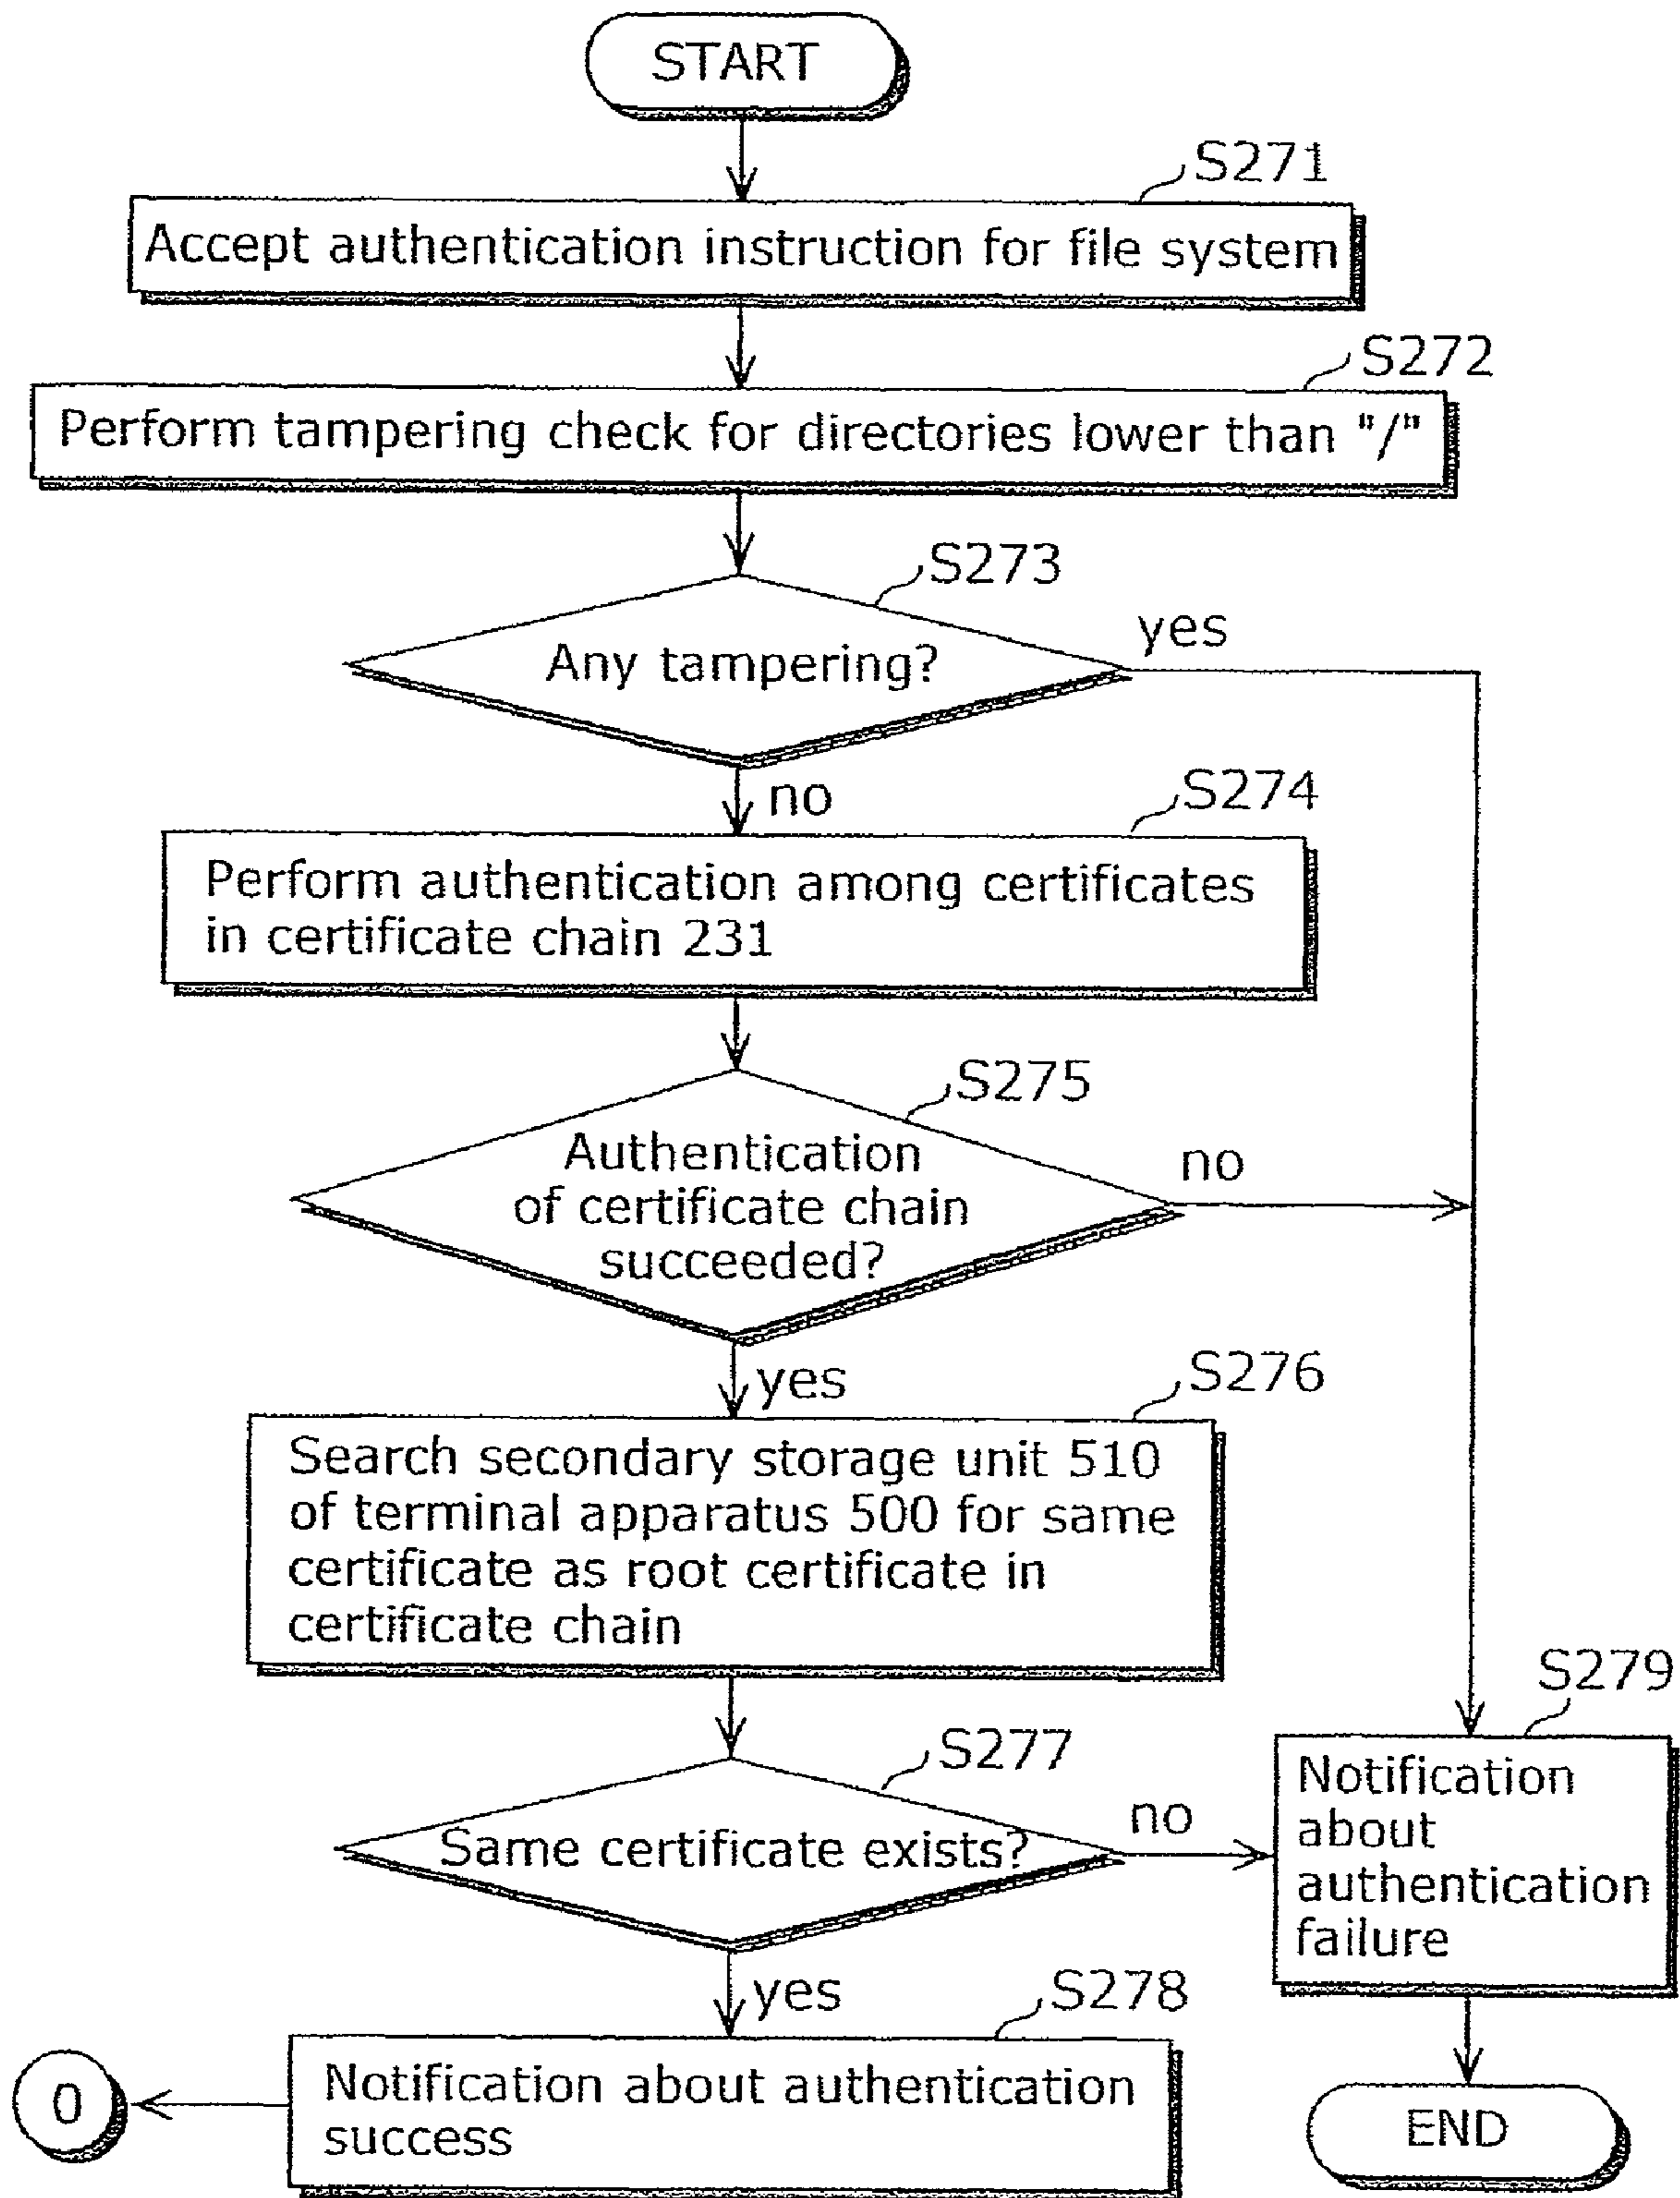 START
S271
Accept authentication instruction for file system
S272
Perform tampering check for directories lower than "/"
S273
Any tampering?
yes
no
S274
Perform authentication among certificates
in certificate chain 231
S275
Authentication
of certificate chain
succeeded?
no
yes
S276
Search secondary storage unit 510
of terminal apparatus 500 for same
certificate as root certificate in
certificate chain
S277
Same certificate exists?
no
yes
S279
Notification
about
authentication
failure
S278
Notification about authentication
success
0
END